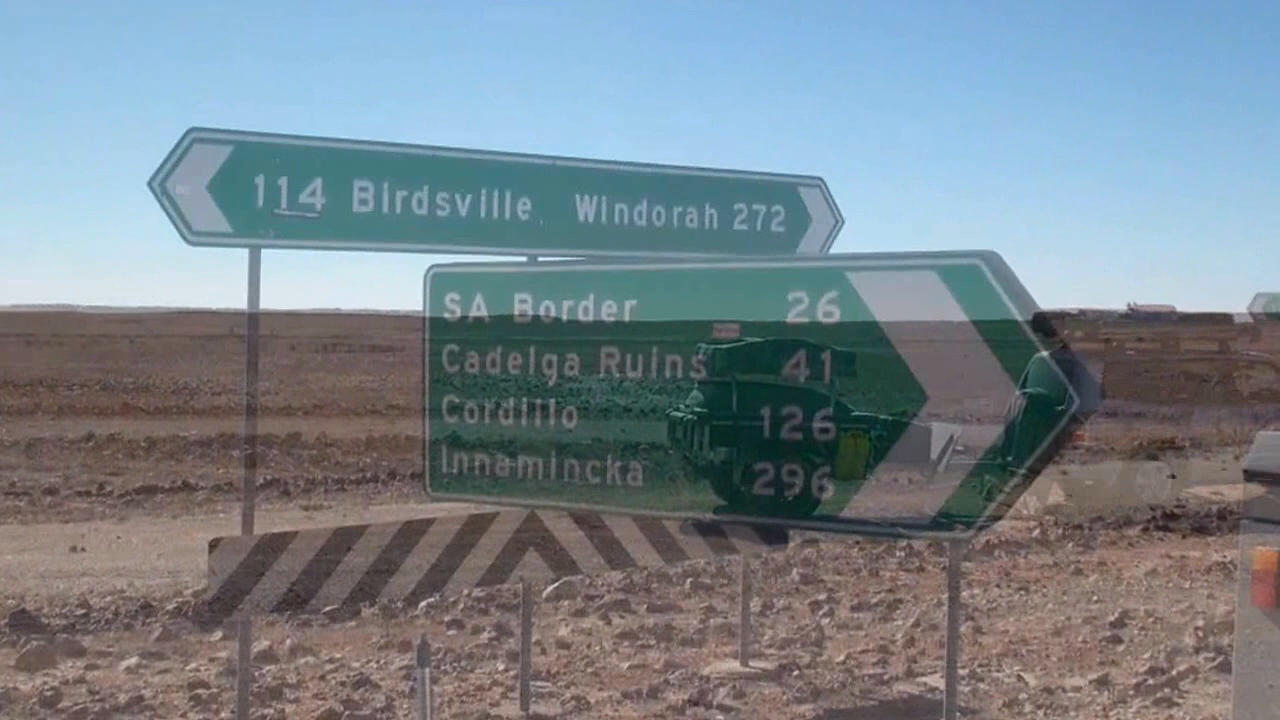 114 Birdsville Windorah 272
SA Border 26
Cadelga Ruins 41
Cordillo 126
Innamincka 296